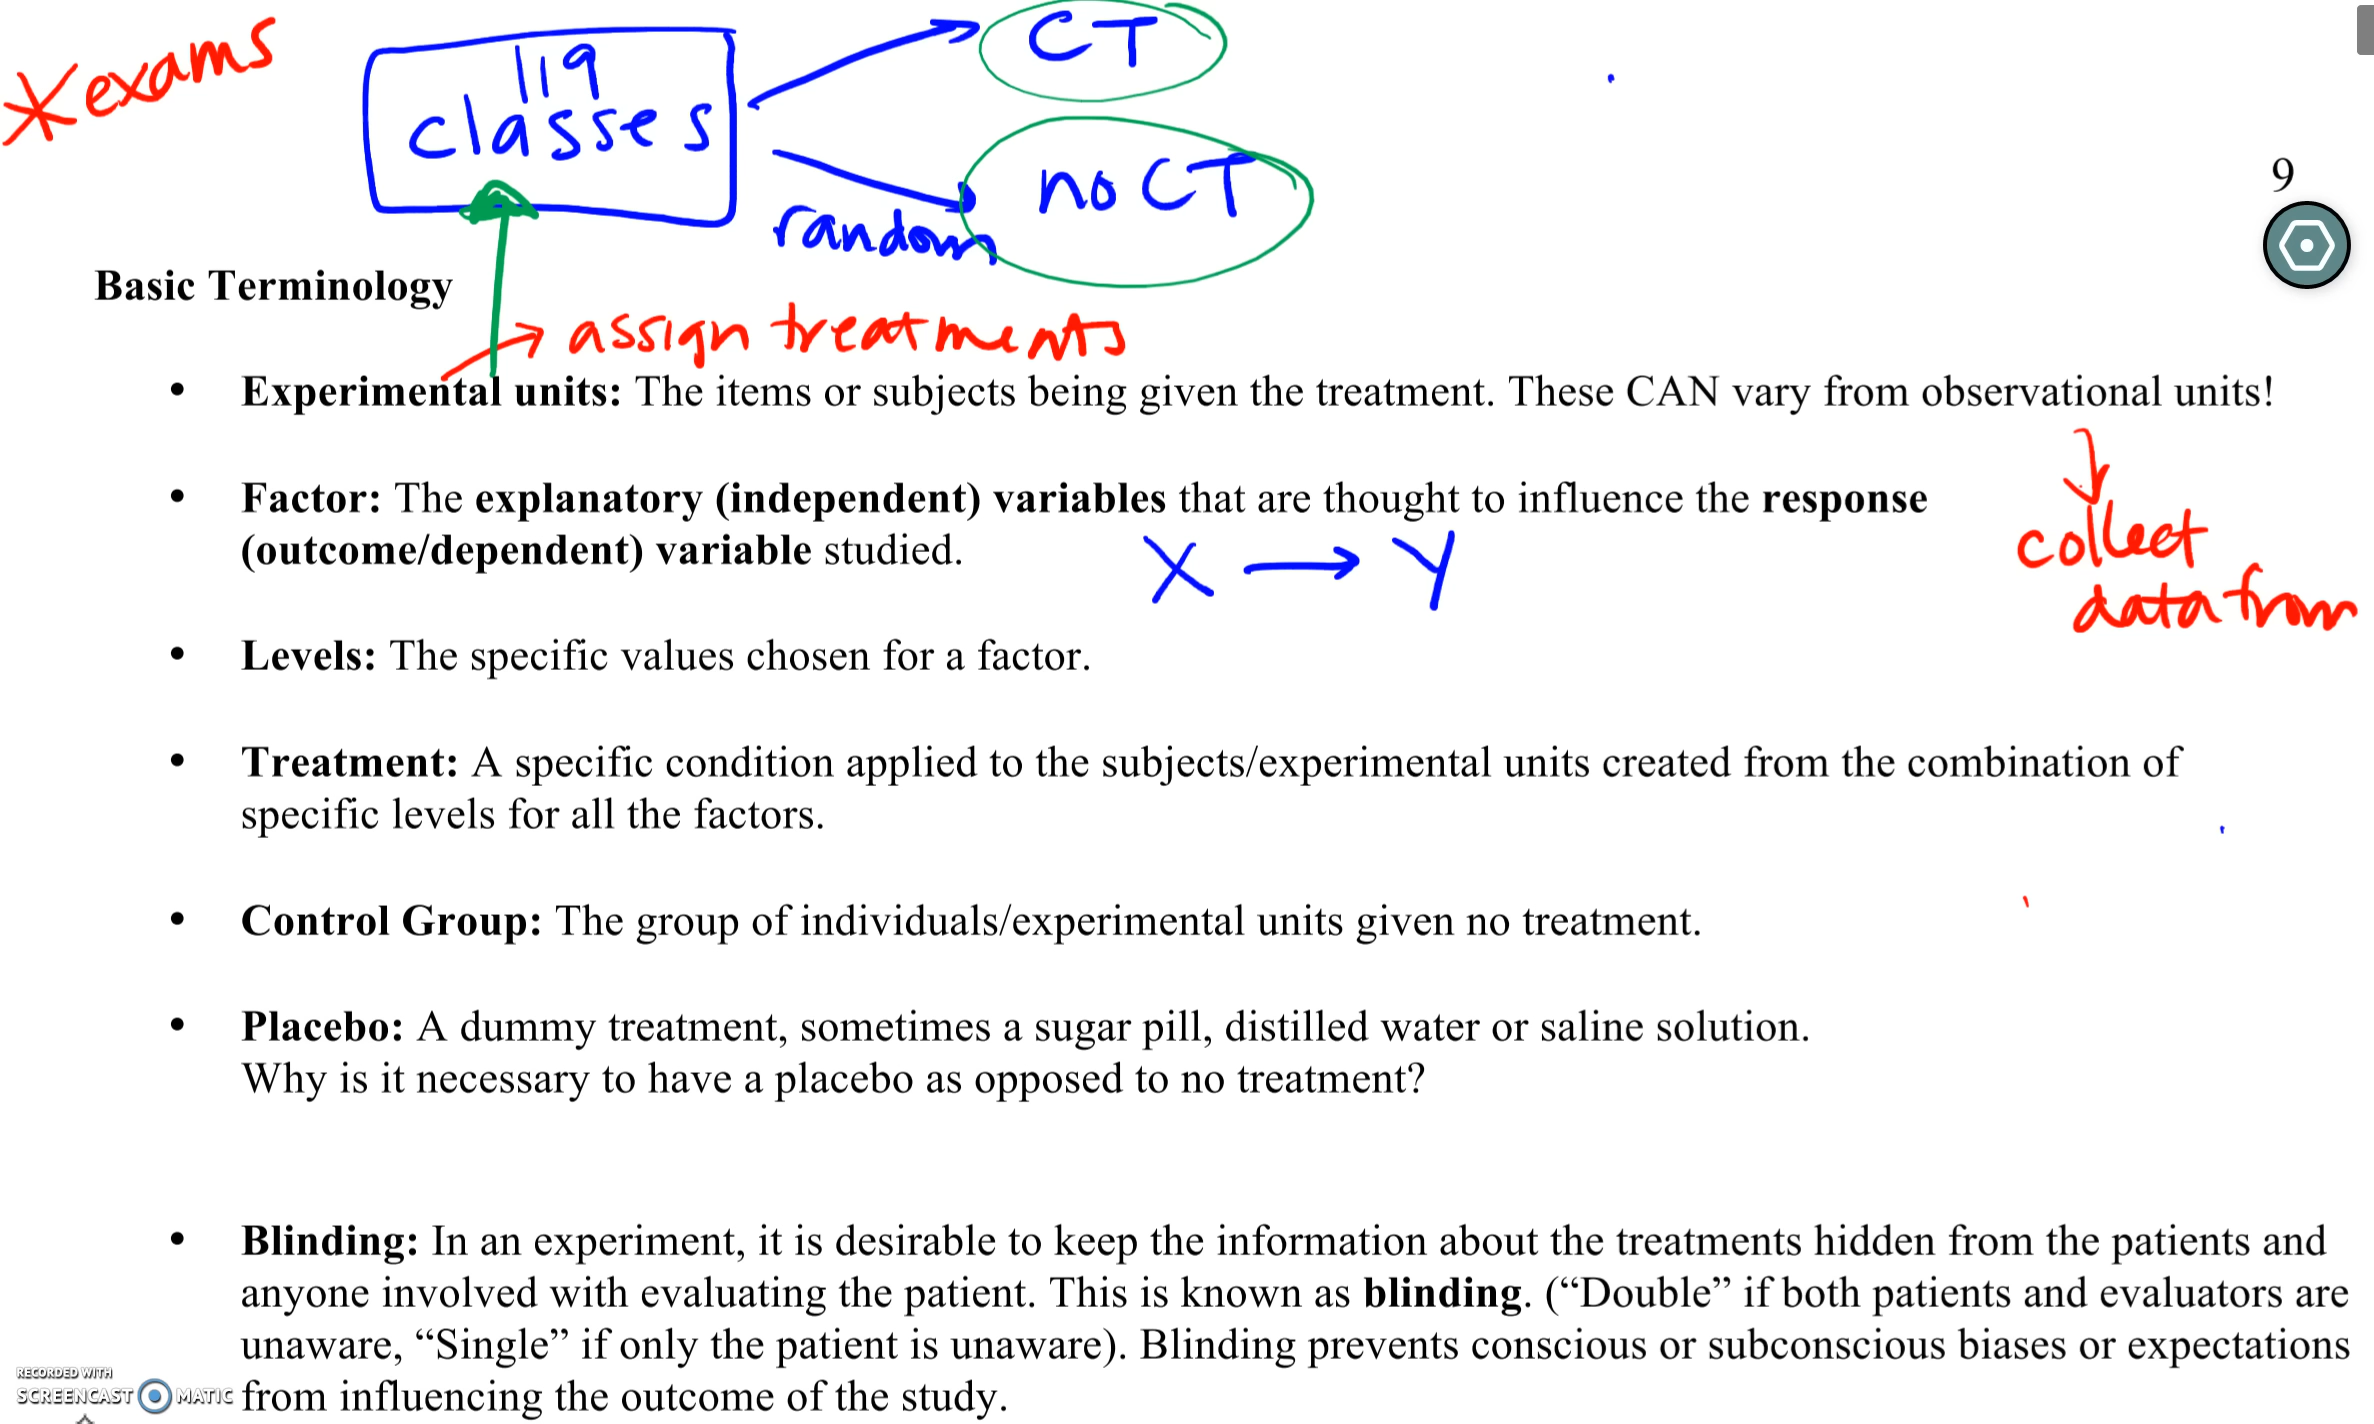 *exams
119
classes
CT
no CT
random
9
Basic Terminology
assign treatments
• Experimental units: The items or subjects being given the treatment. These CAN vary from observational units!
collect
data from
• Factor: The explanatory (independent) variables that are thought to influence the response
(outcome/dependent) variable studied.
X → Y
• Levels: The specific values chosen for a factor.
• Treatment: A specific condition applied to the subjects/experimental units created from the combination of
specific levels for all the factors.
• Control Group: The group of individuals/experimental units given no treatment.
• Placebo: A dummy treatment, sometimes a sugar pill, distilled water or saline solution.
Why is it necessary to have a placebo as opposed to no treatment?
• Blinding: In an experiment, it is desirable to keep the information about the treatments hidden from the patients and
anyone involved with evaluating the patient. This is known as blinding. (“Double” if both patients and evaluators are
unaware, “Single” if only the patient is unaware). Blinding prevents conscious or subconscious biases or expectations
from influencing the outcome of the study.
RECORDED WITH
SCREENCAST MATIC